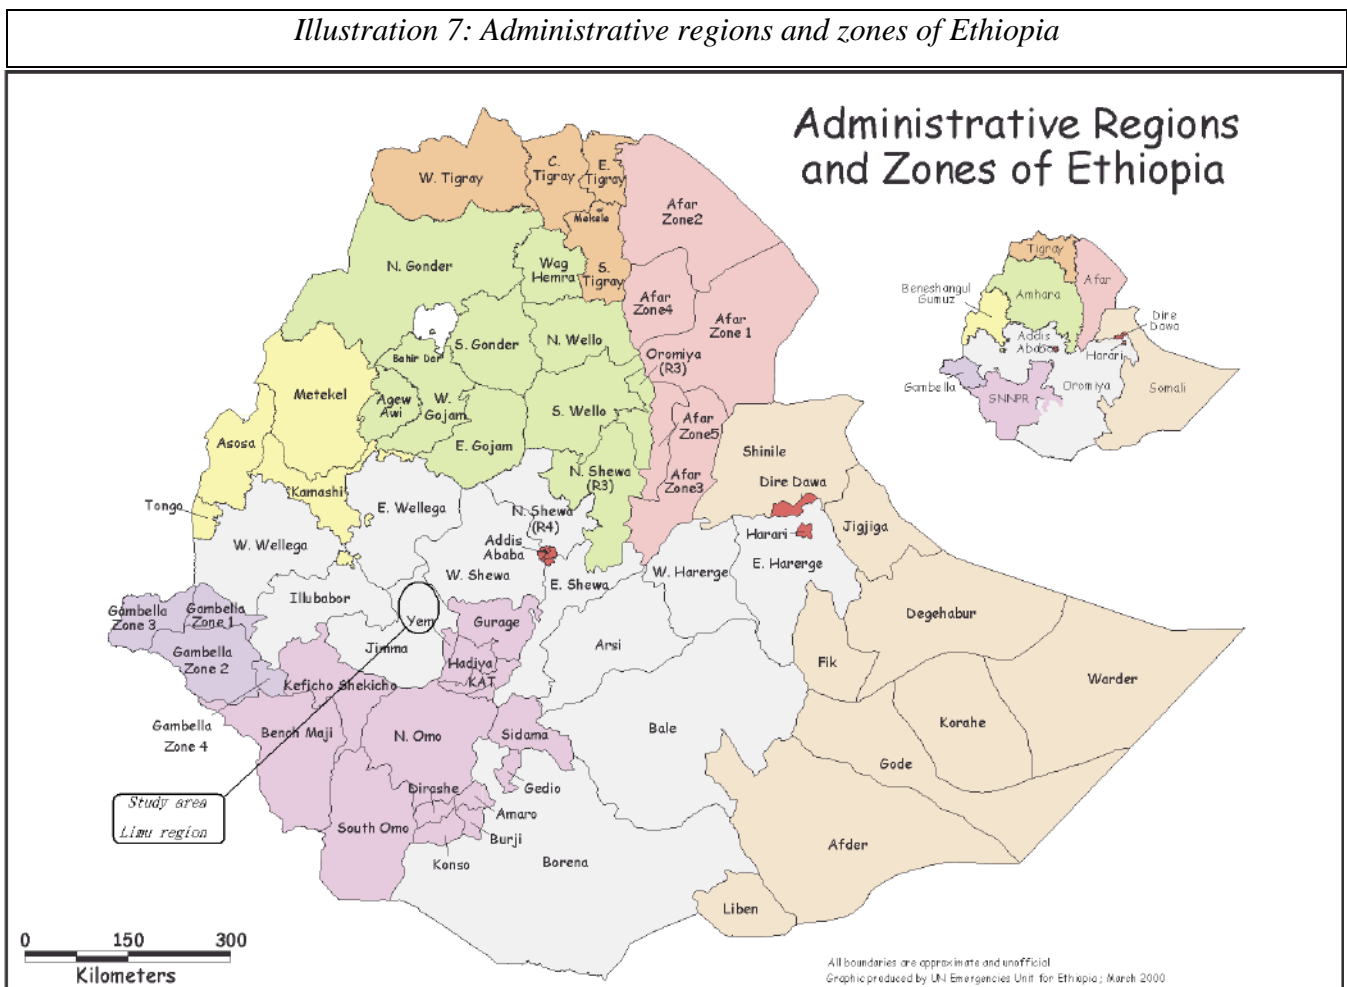 Illustration 7: Administrative regions and zones of Ethiopia
Administrative Regions
and Zones of Ethiopia
W. Tigray
C.
Tigray
E.
Tigray
Mekele
S.
Tigray
Afar
Zone2
Afar
Zone4
Afar
Zone 1
N. Gonder
Wag
Hemra
S. Gonder
N. Wello
Bahir Dar
Oromiya
(R3)
Metekel
Agew
Awi
W.
Gojam
S. Wello
Afar
Zone5
E. Gojam
Asosa
N. Shewa
(R3)
Afar
Zone3
Shinile
Dire Dawa
Kamashi
Tongo
E. Wellega
N. Shewa
(R4)
Harari
Jigjiga
W. Wellega
Addis
Ababa
W. Shewa
E. Shewa
W. Harerge
E. Harerge
Illubabor
Gambella
Zone 3
Gambella
Zone 1
Yem
Gurage
Degehabur
Gambella
Zone 2
Jimma
Arsi
Hadiya
Fik
KAT
Keficho Shekicho
Warder
Gambella
Zone 4
Bench Maji
N. Omo
Sidama
Bale
Korahe
Gode
Gedio
Dirashe
Amaro
South Omo
Burji
Konso
Borena
Afder
Liben
Study area
Limu region
Tigray
Afar
Beneshangul
Gumuz
Amhara
Dire
Dawa
Addis
Ababa
Harari
Gambella
SNNPR
Oromiya
Somali
0 150 300
Kilometers
All boundaries are approximate and unofficial
Graphic produced by UN Emergencies Unit for Ethiopia; March 2000